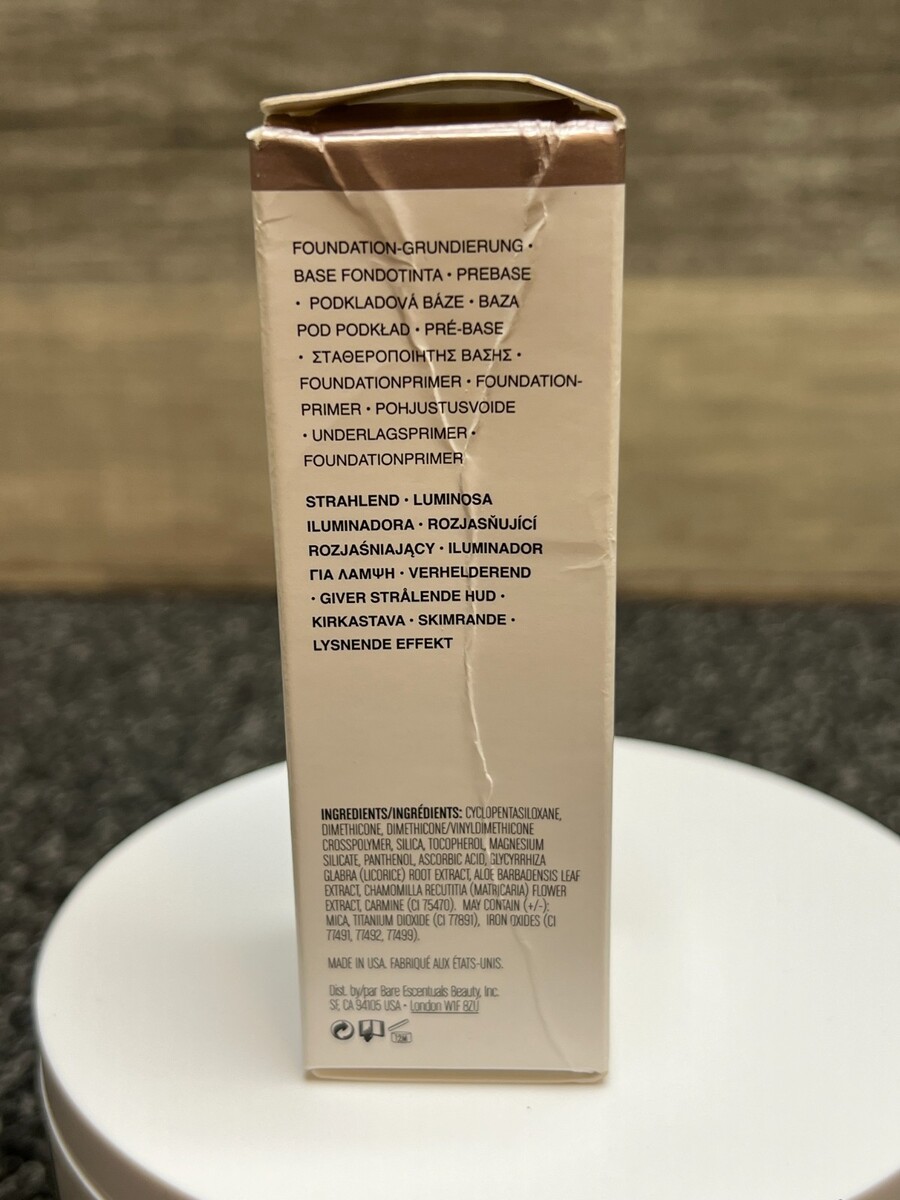 FOUNDATION-GRUNDIERUNG •
BASE FONDOTINTA • PREBASE
• PODKLADOVÁ BÁZE • BAZA
POD PODKŁAD • PRÉ-BASE
• ΣΤΑΘΕΡΟΠΟΙΗΤΗΣ ΒΑΣΗΣ •
FOUNDATIONPRIMER • FOUNDATION-
PRIMER • POHJUSTUSVOIDE
• UNDERLAGSPRIMER •
FOUNDATIONPRIMER
STRAHLEND • LUMINOSA
ILUMINADORA • ROZJASŇUJÍCÍ
ROZJAŚNIAJĄCY • ILUMINADOR
ΓΙΑ ΛΑΜΨΗ • VERHELDEREND
• GIVER STRÅLENDE HUD •
KIRKASTAVA • SKIMRANDE •
LYSNENDE EFFEKT
INGREDIENTS/INGRÉDIENTS: CYCLOPENTASILOXANE,
DIMETHICONE, DIMETHICONE/VINYLDIMETHICONE
CROSSPOLYMER, SILICA, TOCOPHEROL, MAGNESIUM
SILICATE, PANTHENOL, ASCORBIC ACID, GLYCYRRHIZA
GLABRA (LICORICE) ROOT EXTRACT, ALOE BARBADENSIS LEAF
EXTRACT, CHAMOMILLA RECUTITIA (MATRICARIA) FLOWER
EXTRACT, CARMINE (CI 75470). MAY CONTAIN (+/-):
MICA, TITANIUM DIOXIDE (CI 77891), IRON OXIDES (CI
77491, 77492, 77499).
MADE IN USA. FABRIQUÉ AUX ÉTATS-UNIS.
Dist. by/par Bare Escentuals Beauty, Inc.
SF, CA 94105 USA • London W1F 8ZU
12M